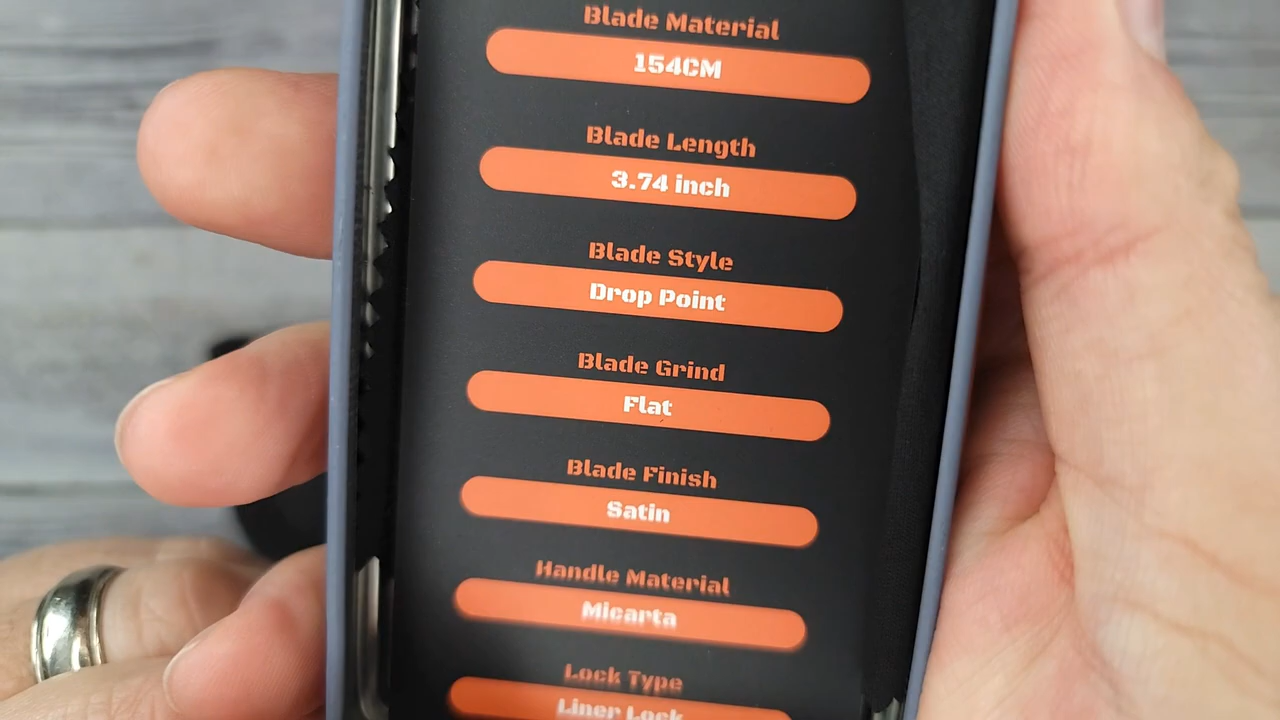 Blade Material
154CM
Blade Length
3.74 inch
Blade Style
Drop Point
Blade Grind
Flat
Blade Finish
Satin
Handle Material
Micarta
Lock Type
Liner Lock